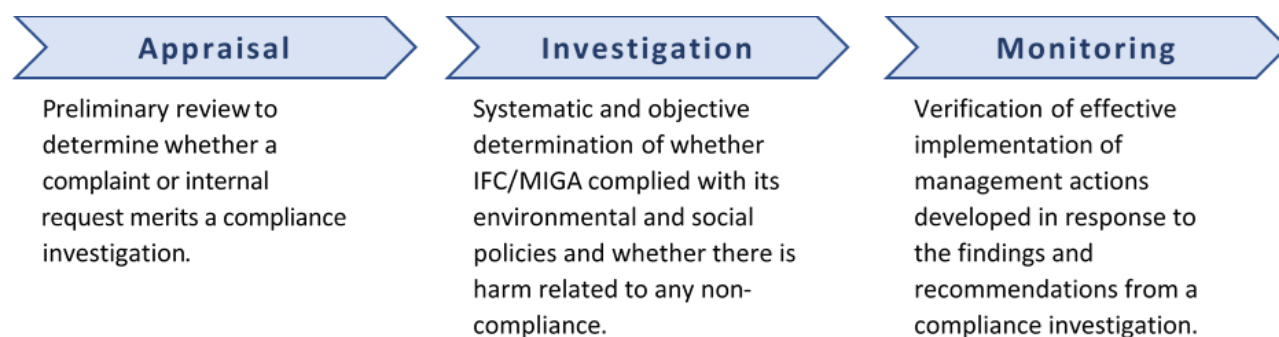 Appraisal
Preliminary review to
determine whether a
complaint or internal
request merits a compliance
investigation.
Investigation
Systematic and objective
determination of whether
IFC/MIGA complied with its
environmental and social
policies and whether there is
harm related to any non-
compliance.
Monitoring
Verification of effective
implementation of
management actions
developed in response to
the findings and
recommendations from a
compliance investigation.